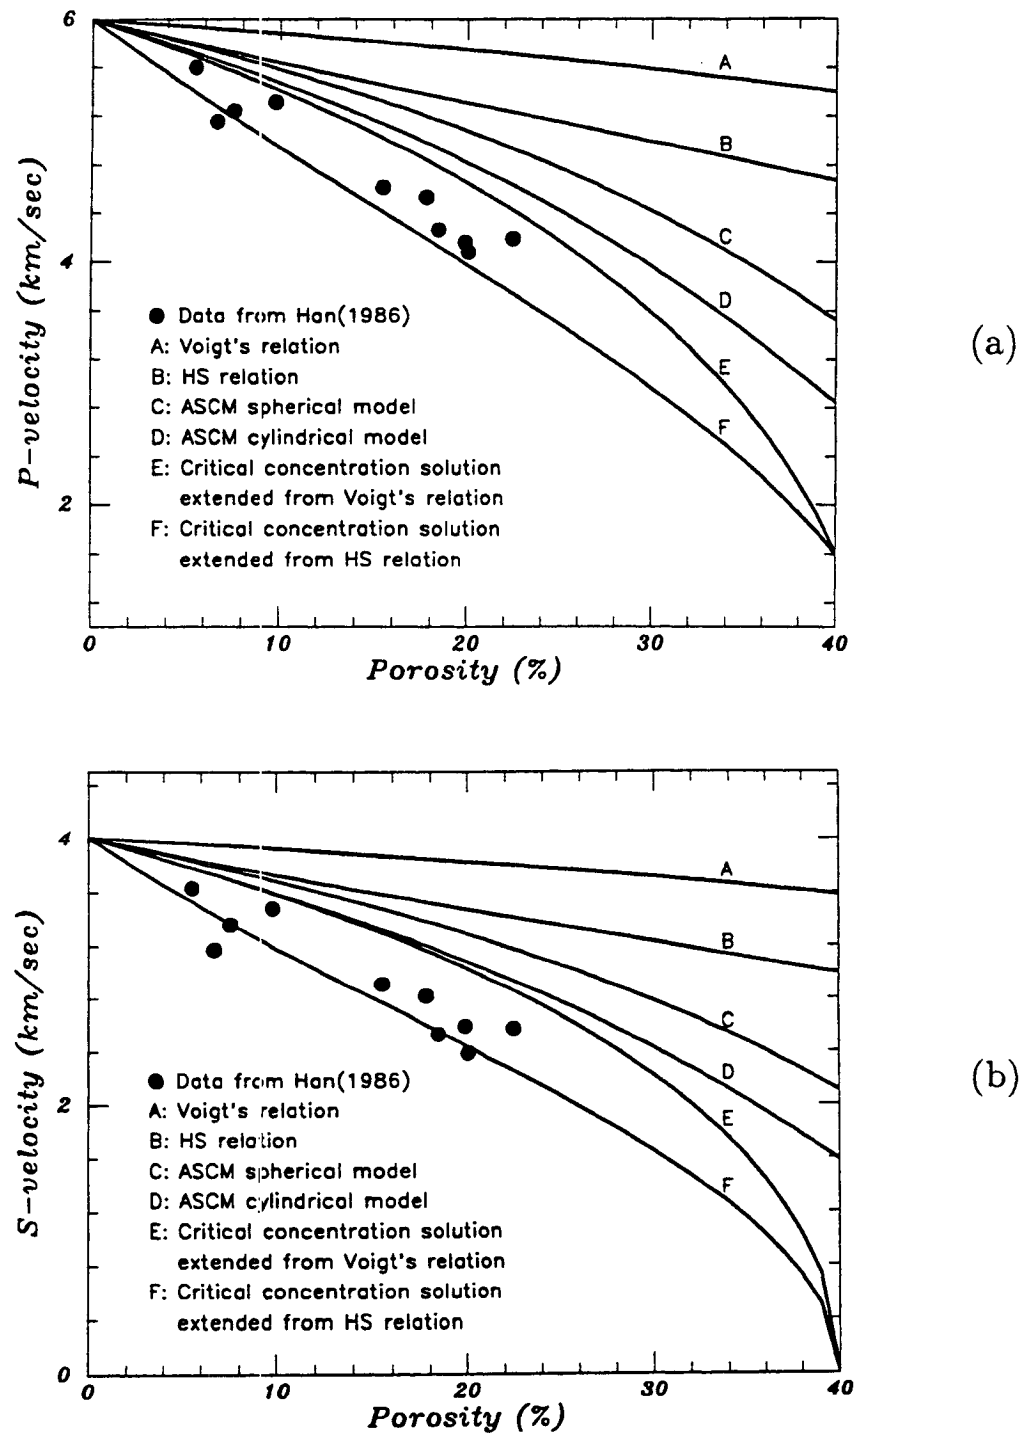 6
4
2
P-velocity (km/sec)
A
B
C
D
E
F
● Data from Han(1986)
A: Voigt's relation
B: HS relation
C: ASCM spherical model
D: ASCM cylindrical model
E: Critical concentration solution
extended from Voigt's relation
F: Critical concentration solution
extended from HS relation
0 10 20 30 40
Porosity (%)
(a)
4
2
0
S-velocity (km/sec)
A
B
C
D
E
F
● Data from Han(1986)
A: Voigt's relation
B: HS relation
C: ASCM spherical model
D: ASCM cylindrical model
E: Critical concentration solution
extended from Voigt's relation
F: Critical concentration solution
extended from HS relation
0 10 20 30 40
Porosity (%)
(b)